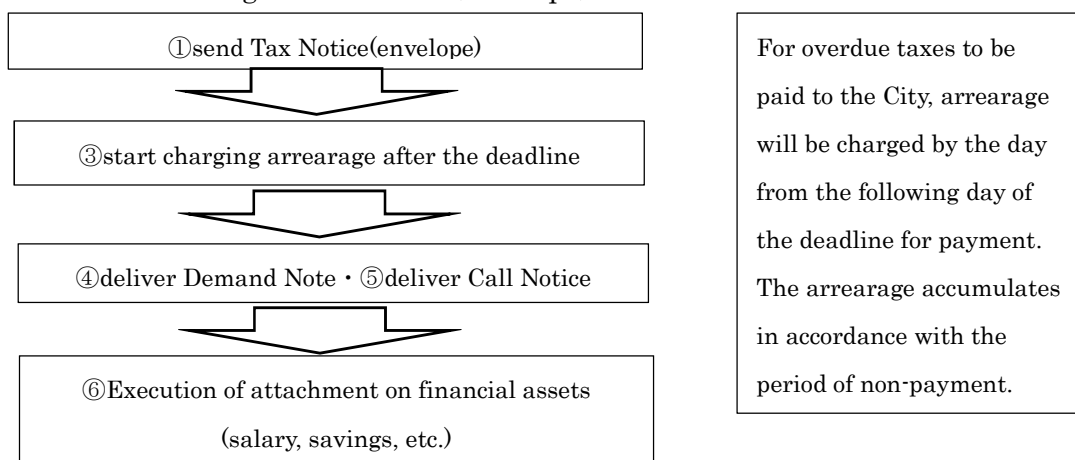 ①send Tax Notice(envelope)
③start charging arrearage after the deadline
④deliver Demand Note・⑤deliver Call Notice
⑥Execution of attachment on financial assets
(salary, savings, etc.)
For overdue taxes to be
paid to the City, arrearage
will be charged by the day
from the following day of
the deadline for payment.
The arrearage accumulates
in accordance with the
period of non-payment.